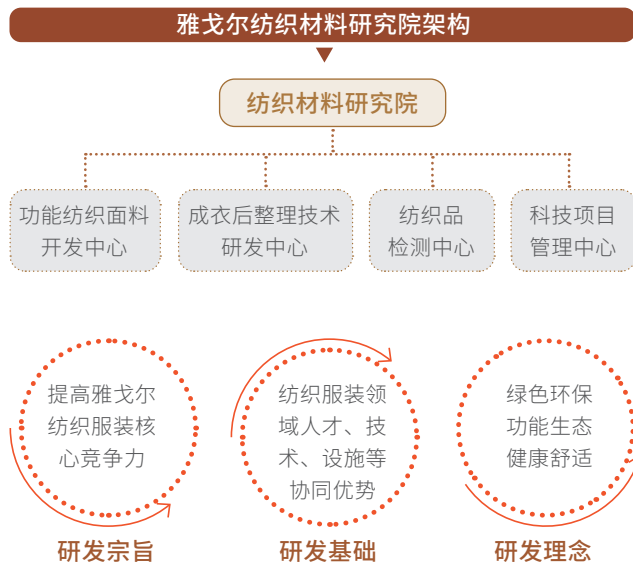 雅戈尔纺织材料研究院架构
纺织材料研究院
功能纺织面料
开发中心
成衣后整理技术
研发中心
纺织品
检测中心
科技项目
管理中心
提高雅戈尔
纺织服装核
心竞争力
研发宗旨
纺织服装领
域人才、技
术、设施等
协同优势
研发基础
绿色环保
功能生态
健康舒适
研发理念